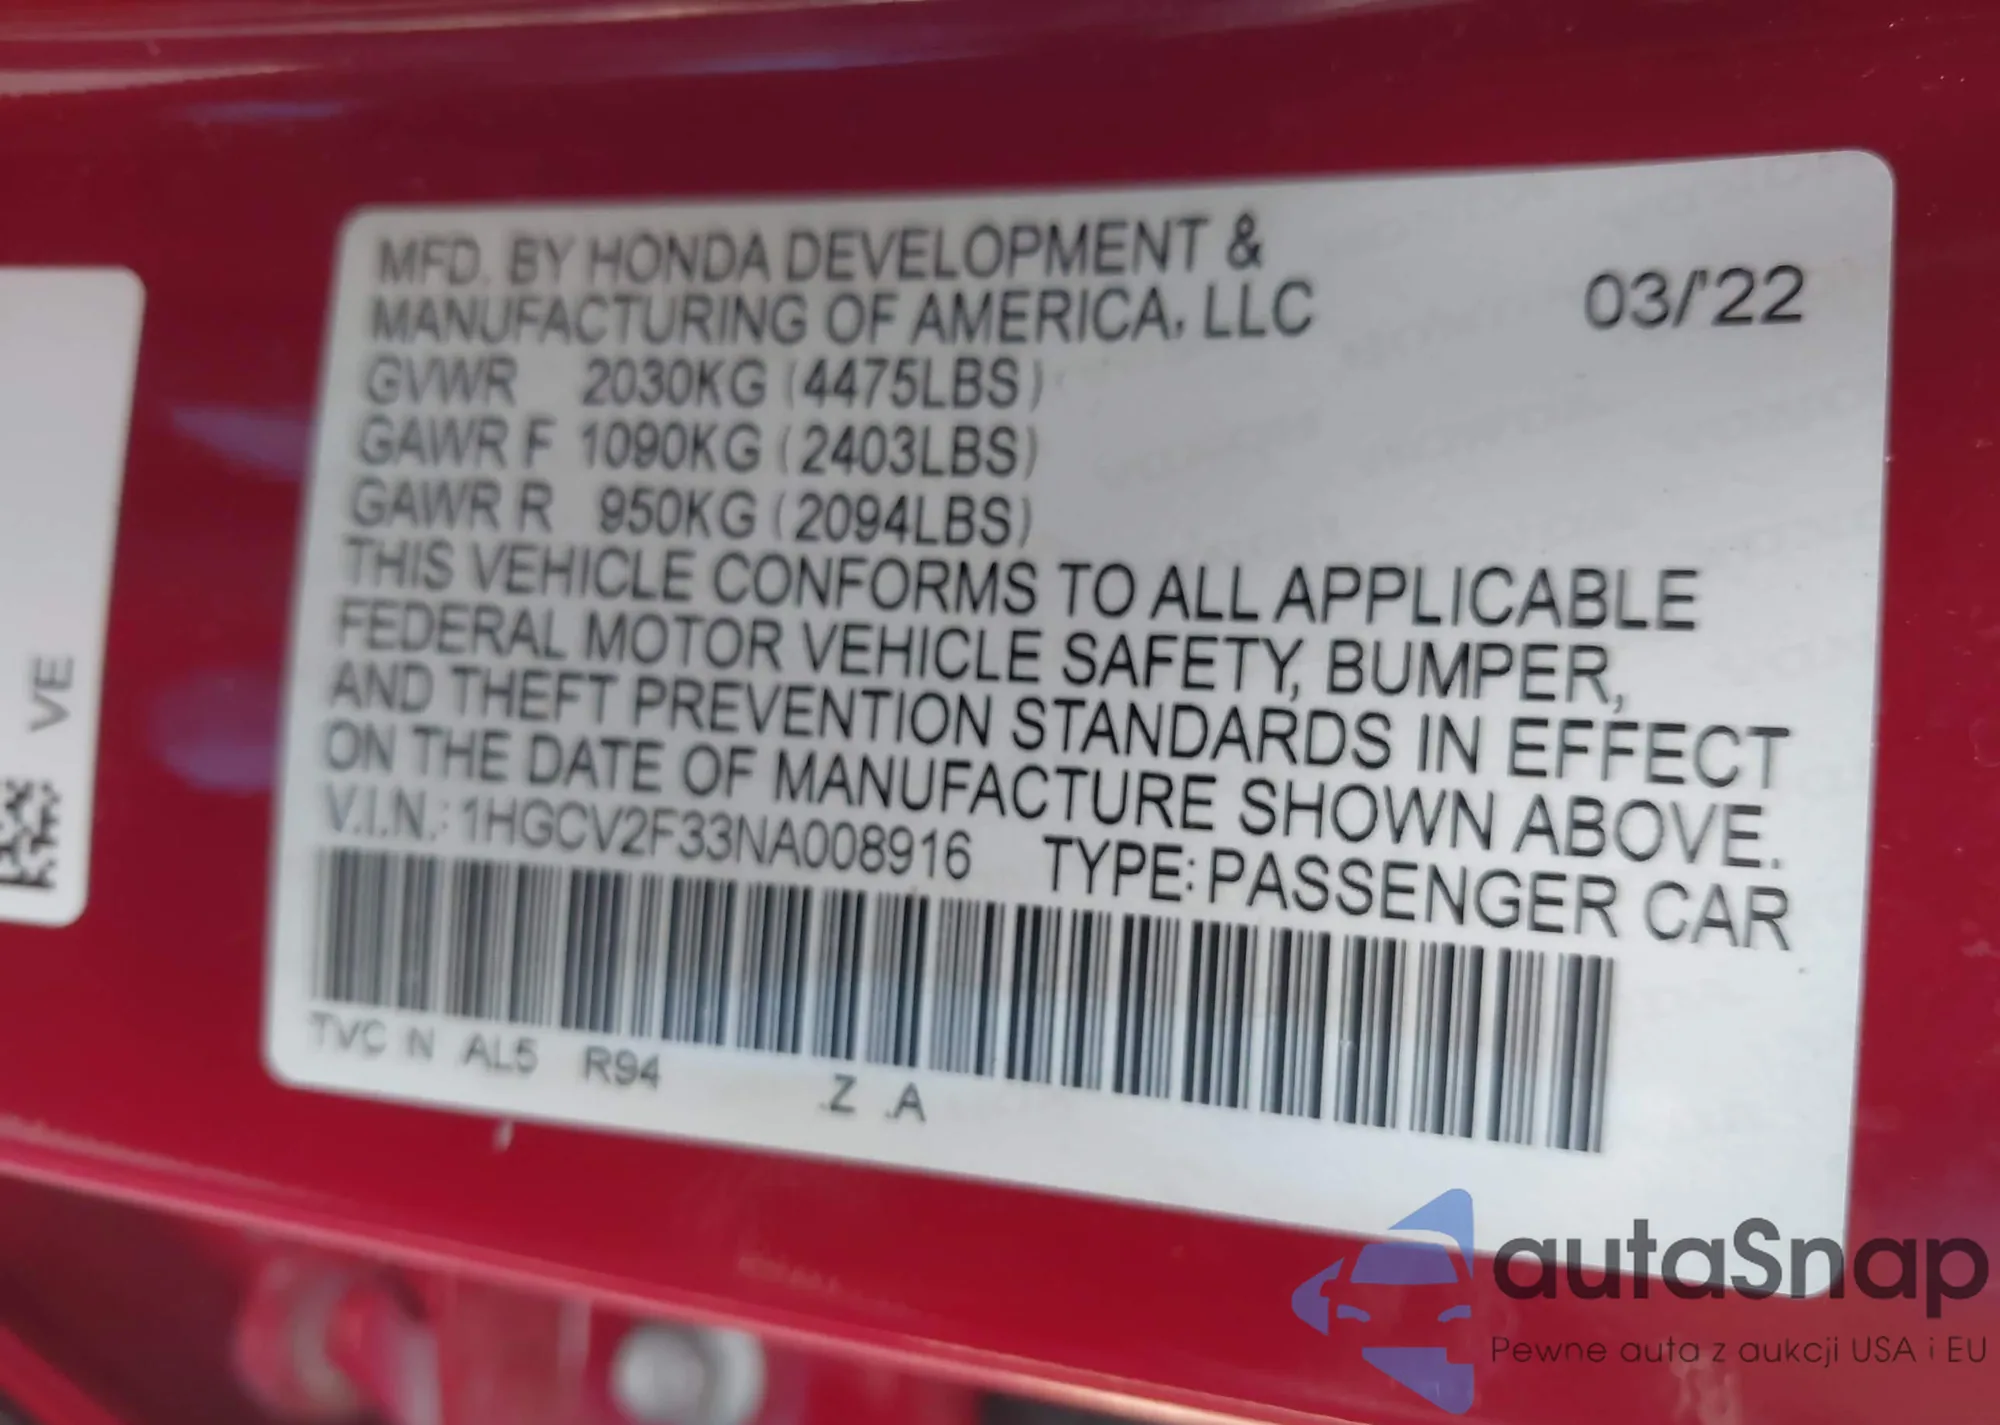 MFD. BY HONDA DEVELOPMENT &
MANUFACTURING OF AMERICA, LLC
03/'22
GVWR 2030KG (4475LBS)
GAWR F 1090KG (2403LBS)
GAWR R 950KG (2094LBS)
THIS VEHICLE CONFORMS TO ALL APPLICABLE
FEDERAL MOTOR VEHICLE SAFETY, BUMPER,
AND THEFT PREVENTION STANDARDS IN EFFECT
ON THE DATE OF MANUFACTURE SHOWN ABOVE.
V.I.N.: 1HGCV2F33NA008916 TYPE: PASSENGER CAR
TVC N AL5 R94 .Z .A
VE
autaSnap
Pewne auta z aukcji USA i EU